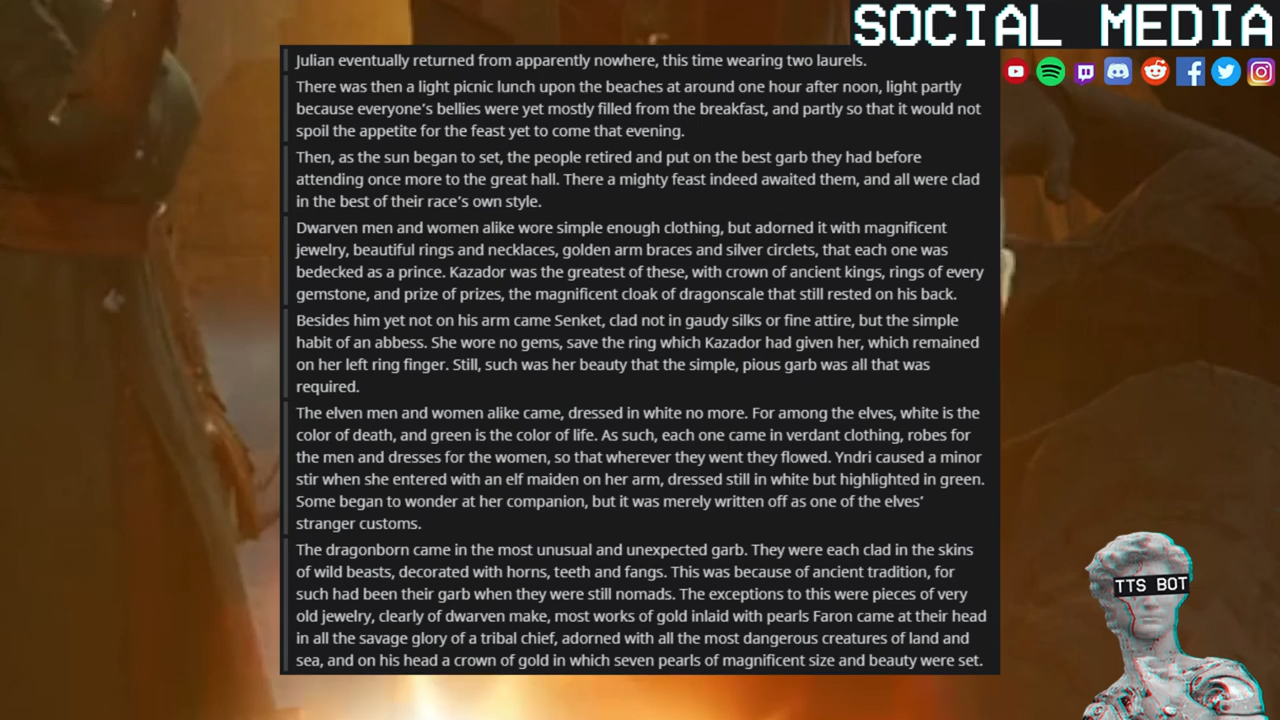 SOCIAL MEDIA
Julian eventually returned from apparently nowhere, this time wearing two laurels.
There was then a light picnic lunch upon the beaches at around one hour after noon, light partly
because everyone's bellies were yet mostly filled from the breakfast, and partly so that it would not
spoil the appetite for the feast yet to come that evening.
Then, as the sun began to set, the people retired and put on the best garb they had before
attending once more to the great hall. There a mighty feast indeed awaited them, and all were clad
in the best of their race's own style.
Dwarven men and women alike wore simple enough clothing, but adorned it with magnificent
jewelry, beautiful rings and necklaces, golden arm braces and silver circlets, that each one was
bedecked as a prince. Kazador was the greatest of these, with crown of ancient kings, rings of every
gemstone, and prize of prizes, the magnificent cloak of dragonscale that still rested on his back.
Besides him yet not on his arm came Senket, clad not in gaudy silks or fine attire, but the simple
habit of an abbess. She wore no gems, save the ring which Kazador had given her, which remained
on her left ring finger. Still, such was her beauty that the simple, pious garb was all that was
required.
The elven men and women alike came, dressed in white no more. For among the elves, white is the
color of death, and green is the color of life. As such, each one came in verdant clothing, robes for
the men and dresses for the women, so that wherever they went they flowed. Yndri caused a minor
stir when she entered with an elf maiden on her arm, dressed still in white but highlighted in green.
Some began to wonder at her companion, but it was merely written off as one of the elves'
stranger customs.
The dragonborn came in the most unusual and unexpected garb. They were each clad in the skins
of wild beasts, decorated with horns, teeth and fangs. This was because of ancient tradition, for
such had been their garb when they were still nomads. The exceptions to this were pieces of very
old jewelry, clearly of dwarven make, most works of gold inlaid with pearls Faron came at their head
in all the savage glory of a tribal chief, adorned with all the most dangerous creatures of land and
sea, and on his head a crown of gold in which seven pearls of magnificent size and beauty were set.
TTS BOT